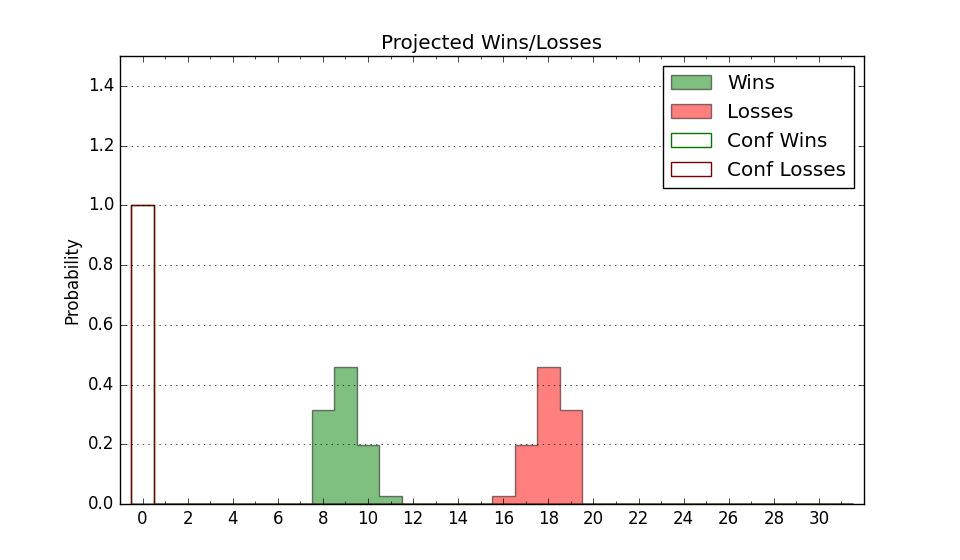 Projected Wins/Losses
Wins
Losses
Conf Wins
Conf Losses
Probability
1.4
1.2
1.0
0.8
0.6
0.4
0.2
0.0
0 2 4 6 8 10 12 14 16 18 20 22 24 26 28 30